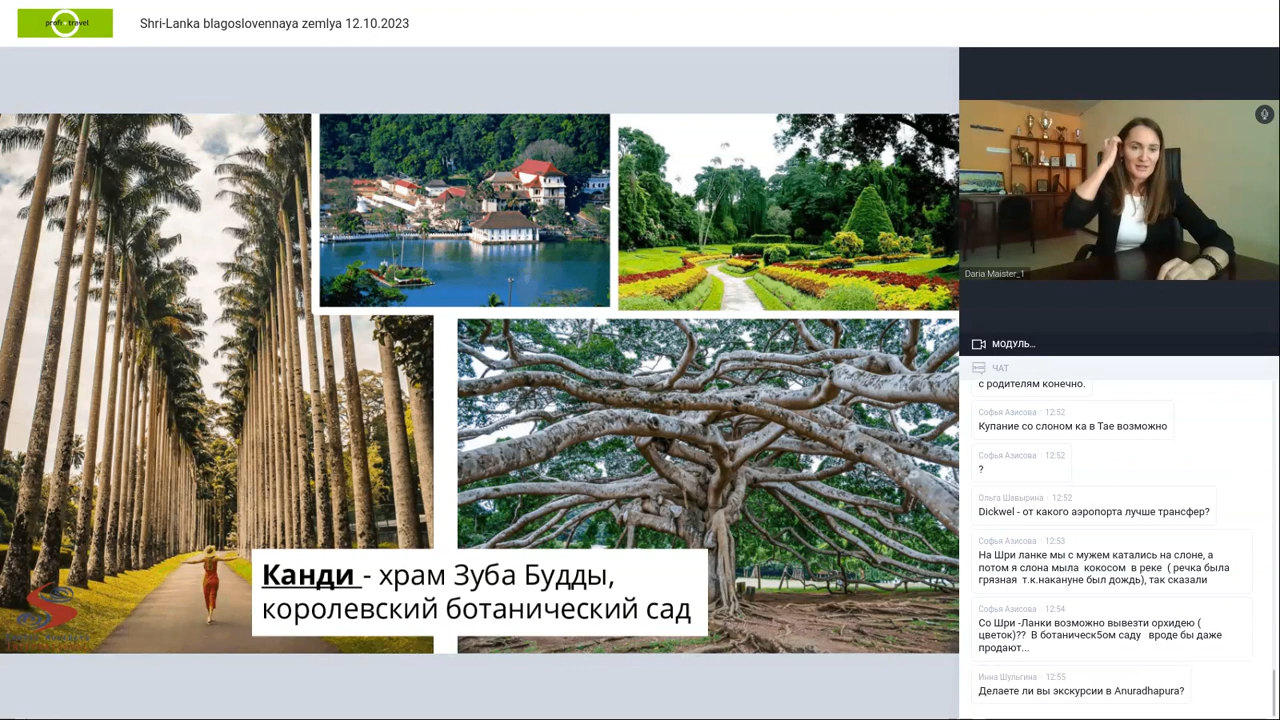 profi travel
Shri-Lanka blagoslovennaya zemlya 12.10.2023
Канди - храм Зуба Будды,
королевский ботанический сад
Daria Maister_1
МОДУЛЬ...
ЧАТ
с родителям конечно.
Софья Азисова · 12:52
Купание со слоном ка в Тае возможно
Софья Азисова · 12:52
?
Ольга Шавырина · 12:52
Dickwel - от какого аэропорта лучше трансфер?
Софья Азисова · 12:53
На Шри ланке мы с мужем катались на слоне, а
потом я слона мыла кокосом в реке ( речка была
грязная т.к.накануне был дождь), так сказали
Софья Азисова · 12:54
Со Шри -Ланки возможно вывезти орхидею (
цветок)?? В ботаническ5ом саду вроде бы даже
продают...
Инна Шульгина · 12:55
Делаете ли вы экскурсии в Anuradhapura?